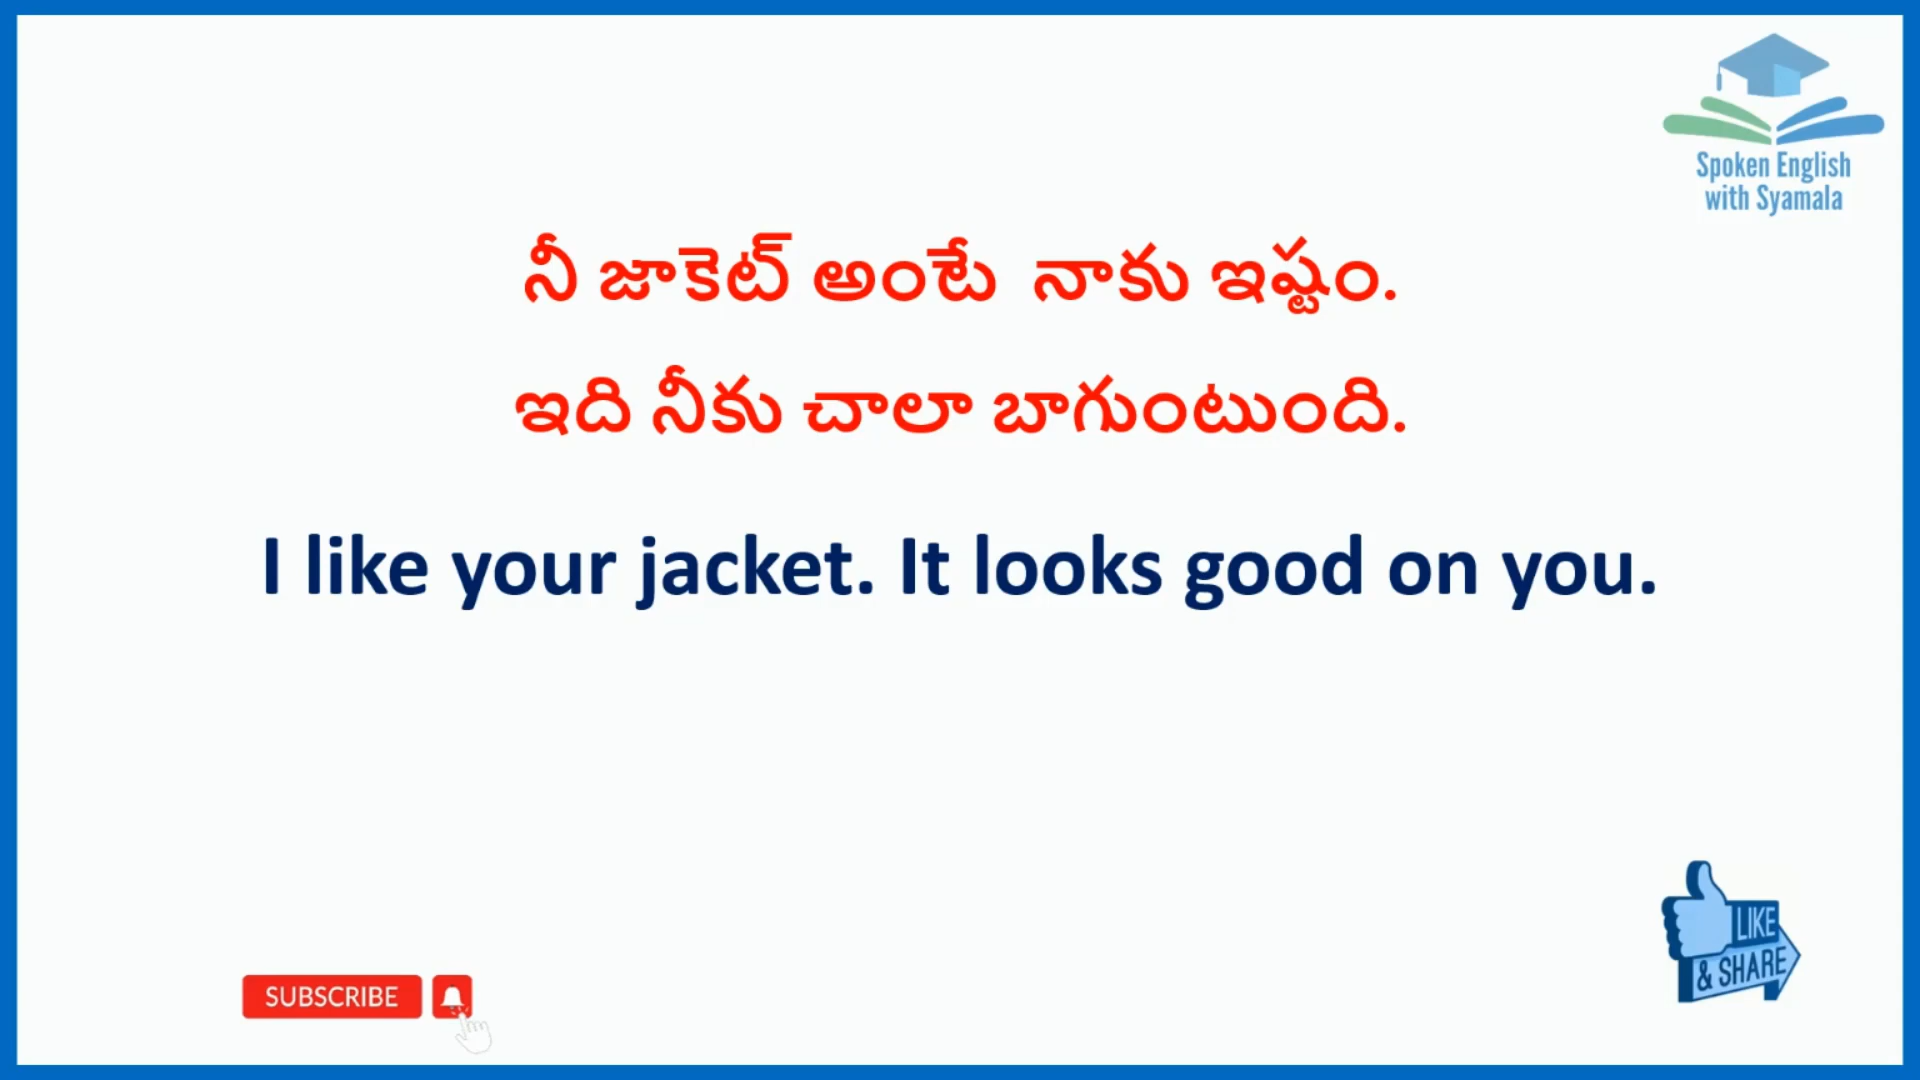 Spoken English
with Syamala
నీ జాకెట్ అంటే నాకు ఇష్టం.
ఇది నీకు చాలా బాగుంటుంది.
I like your jacket. It looks good on you.
LIKE
& SHARE
SUBSCRIBE